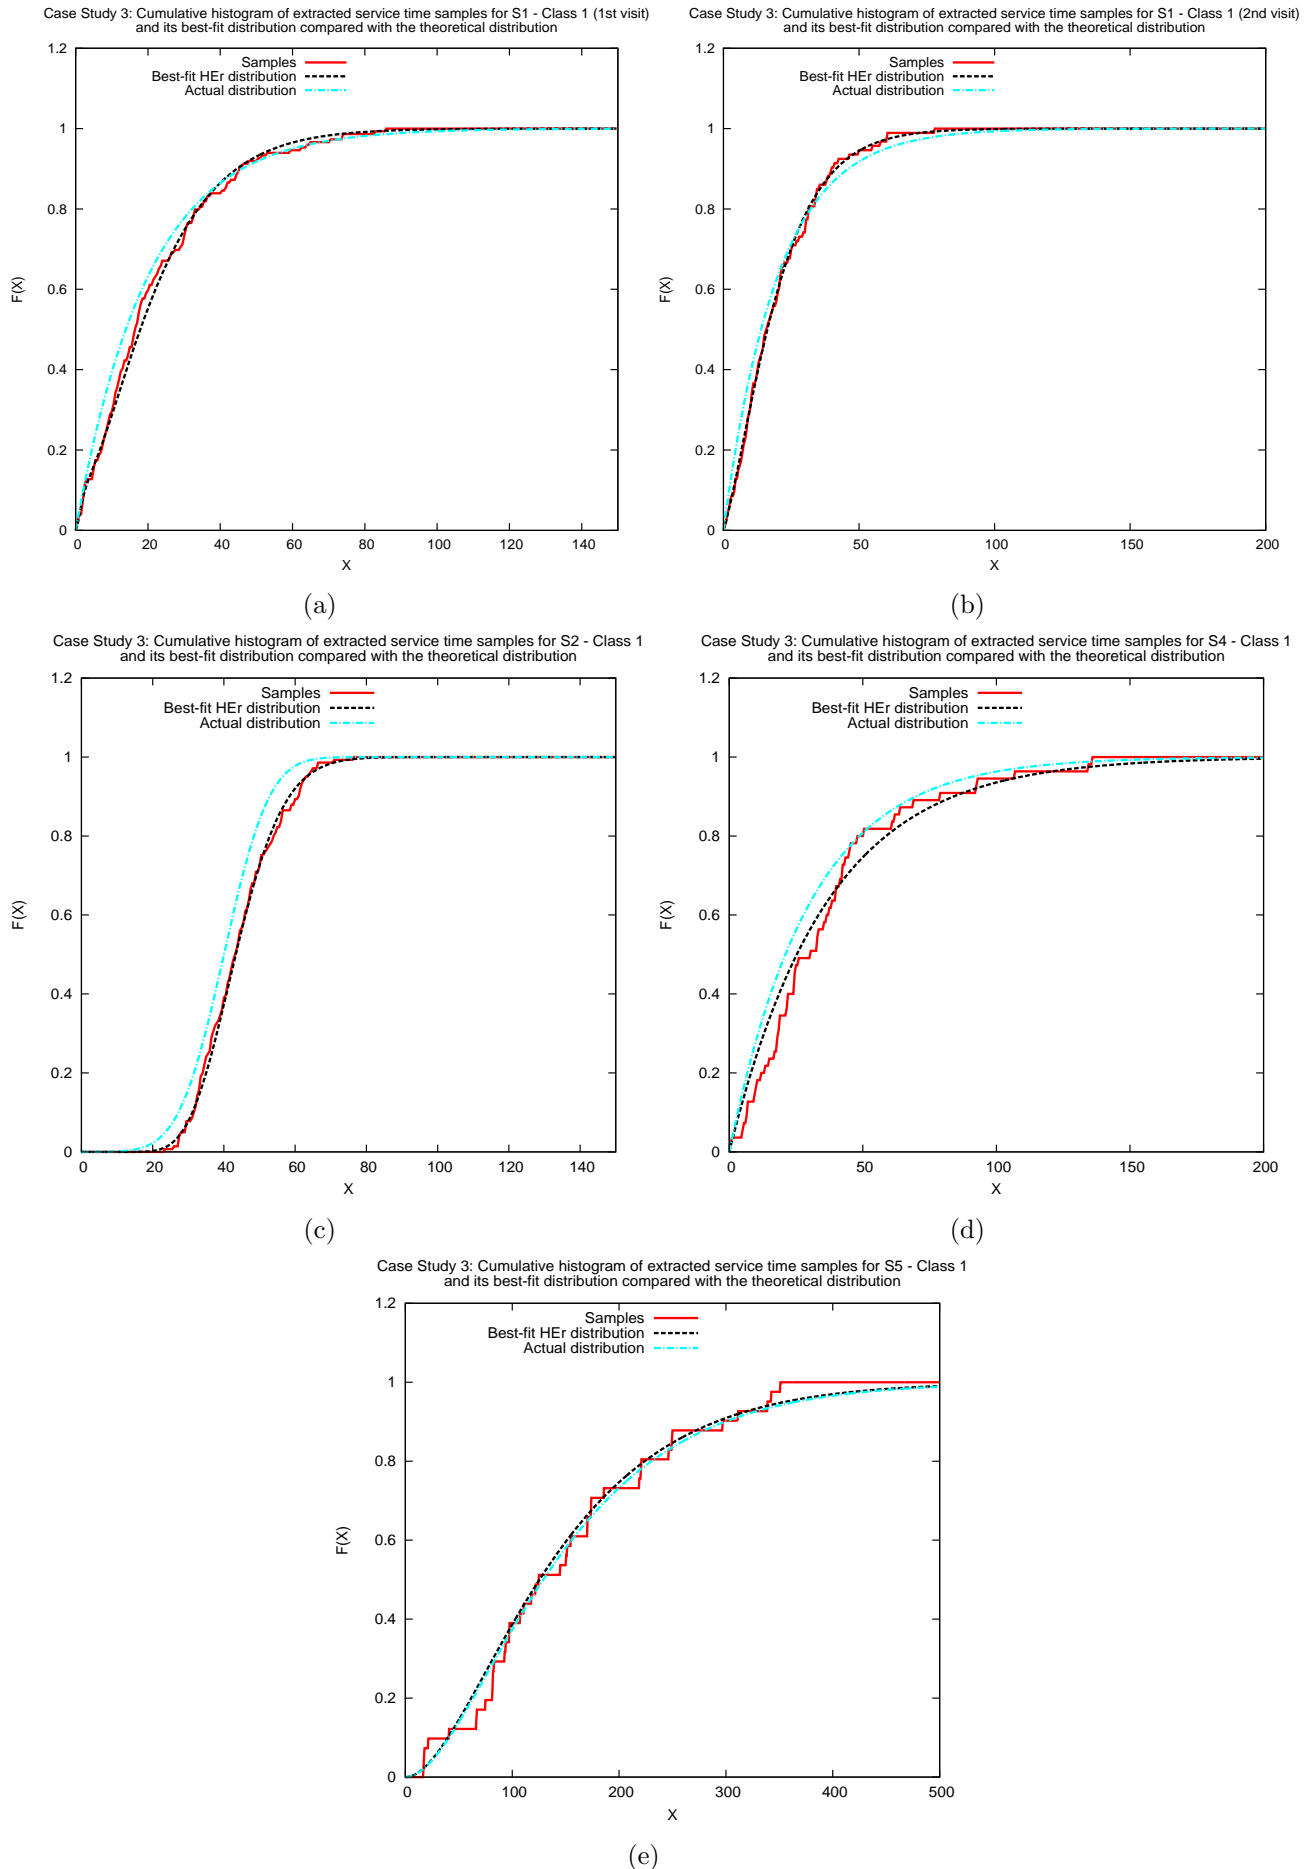 Case Study 3: Cumulative histogram of extracted service time samples for S1 - Class 1 (1st visit)
and its best-fit distribution compared with the theoretical distribution
1.2
1
0.8
0.6
0.4
0.2
0
F(X)
Samples
Best-fit HEr distribution
Actual distribution
0 20 40 60 80 100 120 140
X
(a)
Case Study 3: Cumulative histogram of extracted service time samples for S1 - Class 1 (2nd visit)
and its best-fit distribution compared with the theoretical distribution
1.2
1
0.8
0.6
0.4
0.2
0
F(X)
Samples
Best-fit HEr distribution
Actual distribution
0 50 100 150 200
X
(b)
Case Study 3: Cumulative histogram of extracted service time samples for S2 - Class 1
and its best-fit distribution compared with the theoretical distribution
1.2
1
0.8
0.6
0.4
0.2
0
F(X)
Samples
Best-fit HEr distribution
Actual distribution
0 20 40 60 80 100 120 140
X
(c)
Case Study 3: Cumulative histogram of extracted service time samples for S4 - Class 1
and its best-fit distribution compared with the theoretical distribution
1.2
1
0.8
0.6
0.4
0.2
0
F(X)
Samples
Best-fit HEr distribution
Actual distribution
0 50 100 150 200
X
(d)
Case Study 3: Cumulative histogram of extracted service time samples for S5 - Class 1
and its best-fit distribution compared with the theoretical distribution
1.2
1
0.8
0.6
0.4
0.2
0
F(X)
Samples
Best-fit HEr distribution
Actual distribution
0 100 200 300 400 500
X
(e)